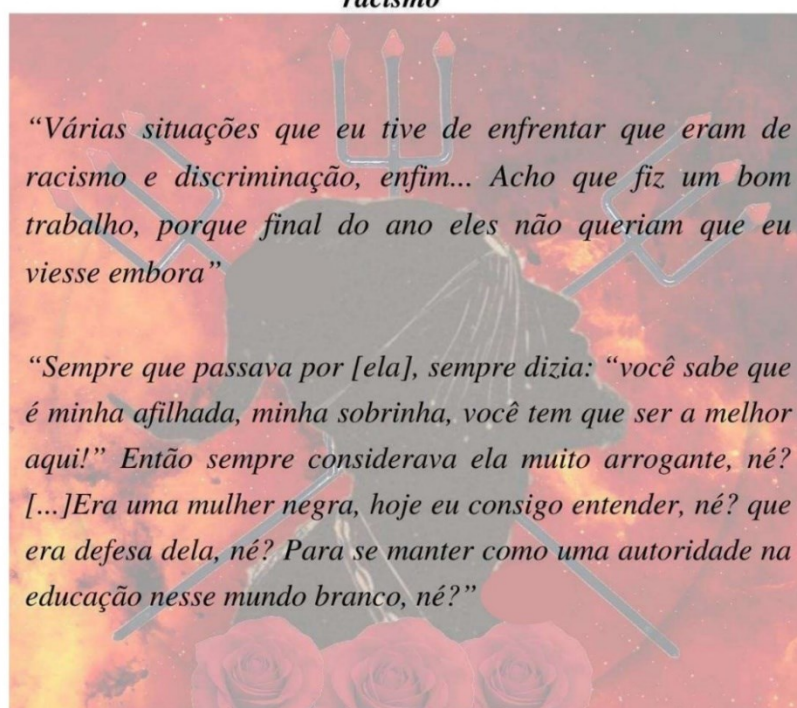 racismo
“Várias situações que eu tive de enfrentar que eram de
racismo e discriminação, enfim... Acho que fiz um bom
trabalho, porque final do ano eles não queriam que eu
viesse embora”
“Sempre que passava por [ela], sempre dizia: “você sabe que
é minha afilhada, minha sobrinha, você tem que ser a melhor
aqui!” Então sempre considerava ela muito arrogante, né?
[...]Era uma mulher negra, hoje eu consigo entender, né? que
era defesa dela, né? Para se manter como uma autoridade na
educação nesse mundo branco, né?”